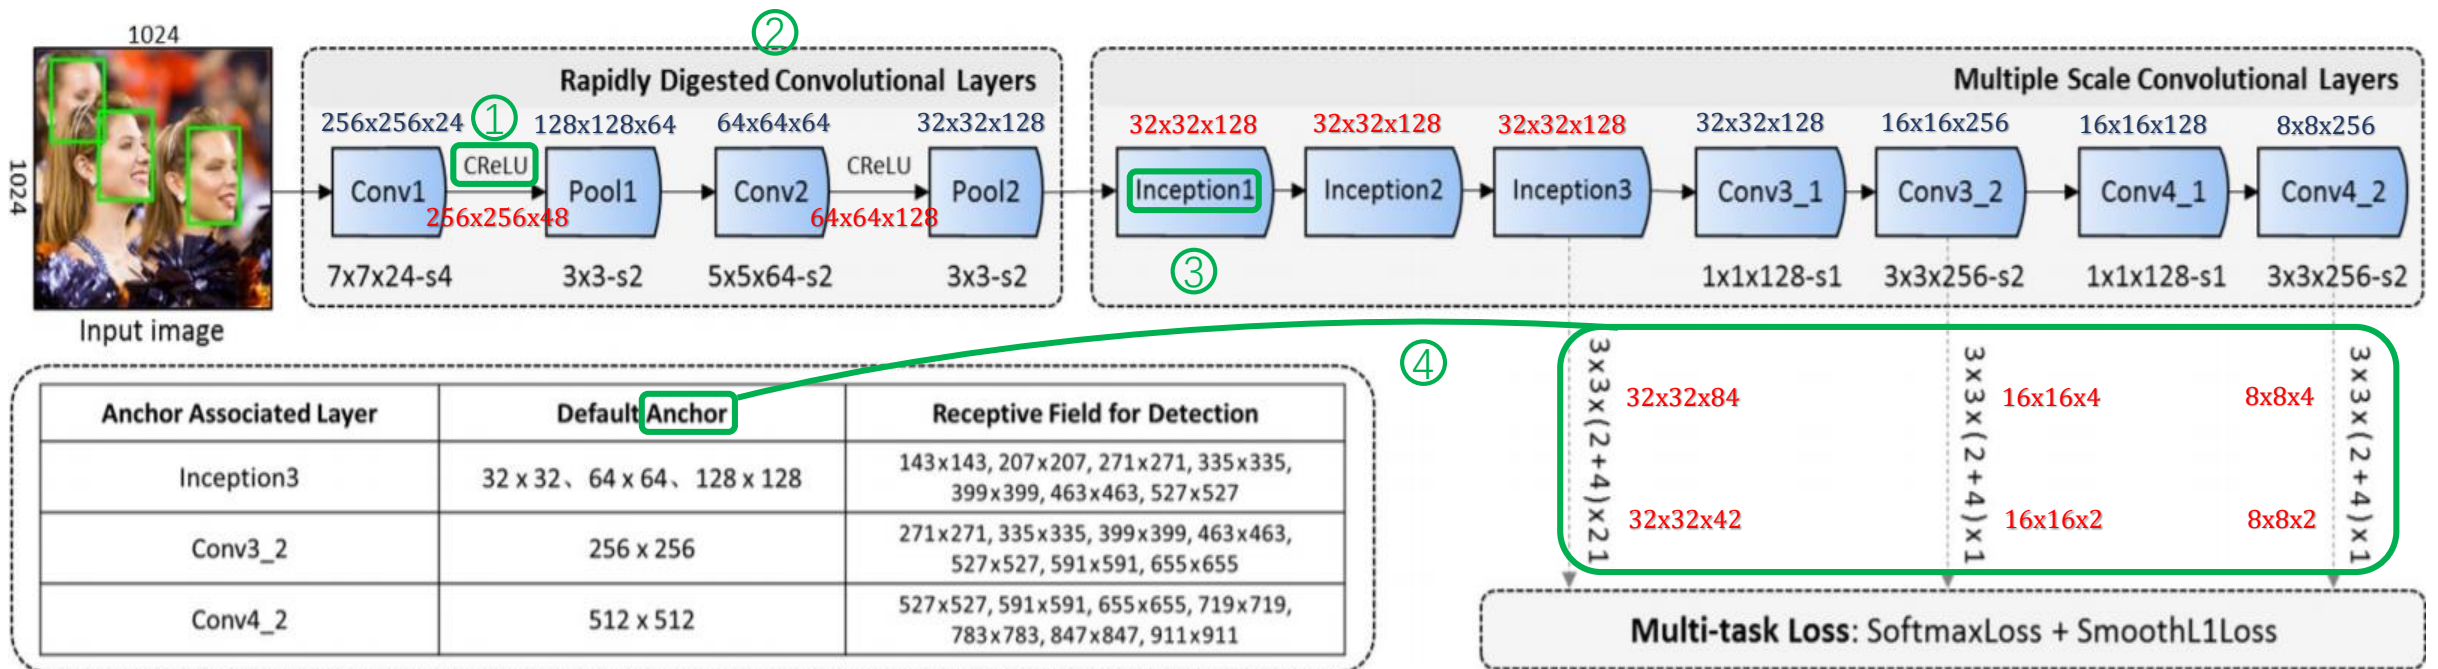 1024
1024
Input image
②
Rapidly Digested Convolutional Layers
256x256x24 ① 128x128x64 64x64x64 32x32x128
CReLU CReLU
Conv1 Pool1 Conv2 Pool2
256x256x48 64x64x128
7x7x24-s4 3x3-s2 5x5x64-s2 3x3-s2
Multiple Scale Convolutional Layers
32x32x128 32x32x128 32x32x128 32x32x128 16x16x256 16x16x128 8x8x256
Inception1 Inception2 Inception3 Conv3_1 Conv3_2 Conv4_1 Conv4_2
③
1x1x128-s1 3x3x256-s2 1x1x128-s1 3x3x256-s2
④
Anchor Associated Layer Default Anchor Receptive Field for Detection
Inception3 32 x 32、64 x 64、128 x 128 143x143, 207x207, 271x271, 335x335,
399x399, 463x463, 527x527
Conv3_2 256 x 256 271x271, 335x335, 399x399, 463x463,
527x527, 591x591, 655x655
Conv4_2 512 x 512 527x527, 591x591, 655x655, 719x719,
783x783, 847x847, 911x911
3x3x(2+4)x21
32x32x84
32x32x42
3x3x(2+4)x1
16x16x4
16x16x2
3x3x(2+4)x1
8x8x4
8x8x2
Multi-task Loss: SoftmaxLoss + SmoothL1Loss